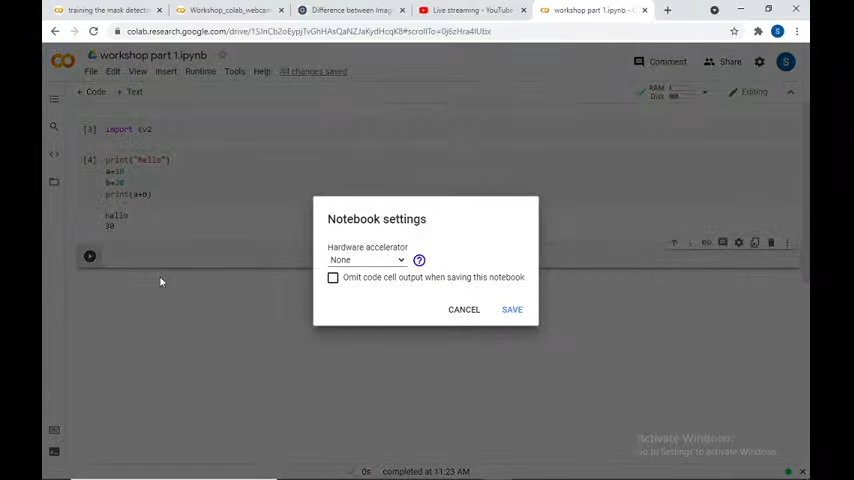 training the mask detecto
Workshop_colab_webcam
Difference between Imag
Live streaming - YouTube
workshop part 1.ipynb - C
S
colab.research.google.com/drive/1SJnCb2oEypjTvGhHAsQaNZJaKydHcqK8#scrollTo=0j6zHra4lUbx
workshop part 1.ipynb
File Edit View Insert Runtime Tools Help All changes saved
Comment Share S
+ Code + Text
RAM
Disk
Editing
[3] import cv2
[4] print("hello")
a=10
b=20
print(a+b)
hello
30
Notebook settings
Hardware accelerator
None
Omit code cell output when saving this notebook
CANCEL SAVE
Activate Windows
Go to Settings to activate Windows.
0s completed at 11:23 AM